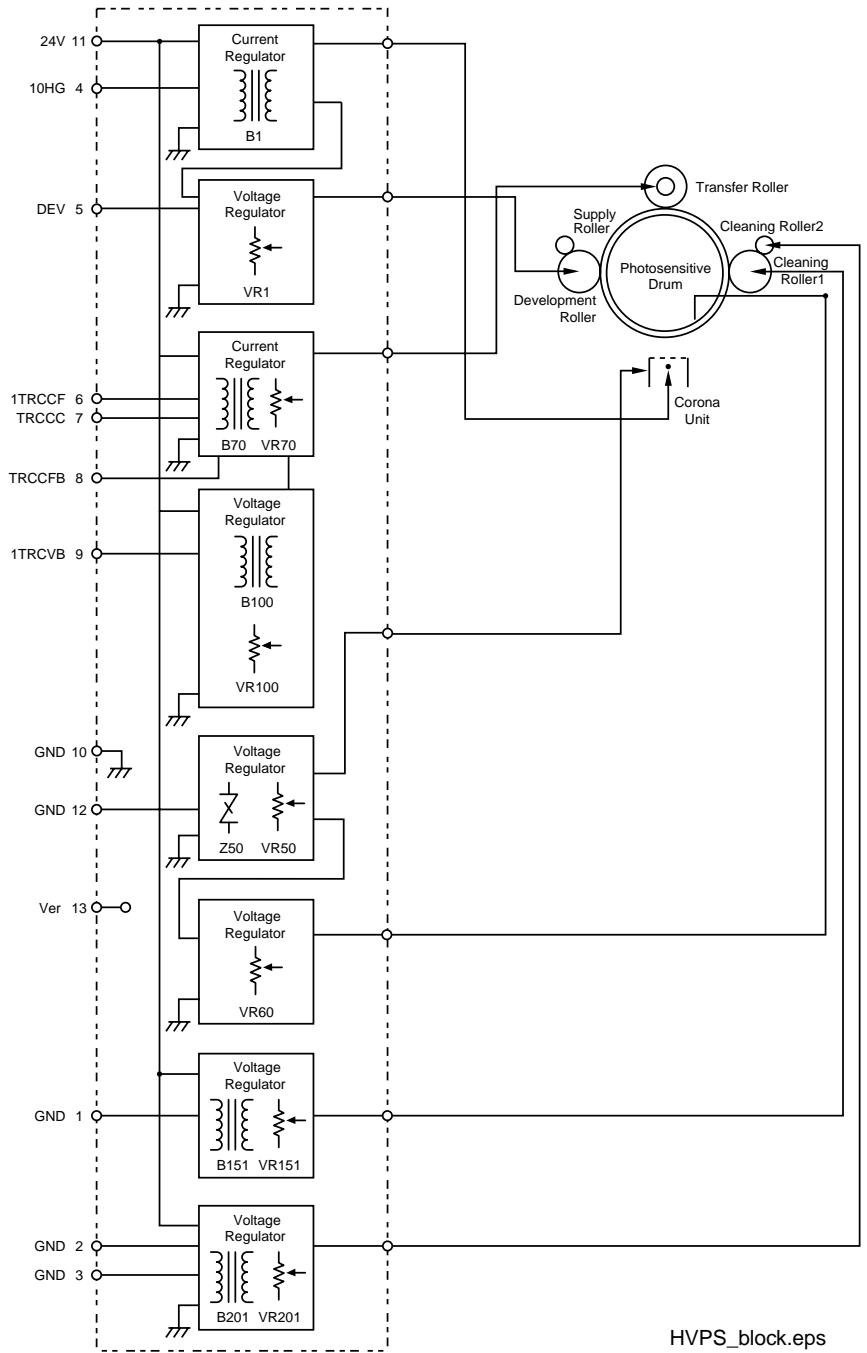 24V 11
10HG 4
Current
Regulator
B1
DEV 5
Voltage
Regulator
VR1
Transfer Roller
Supply
Roller
Cleaning Roller2
Photosensitive
Drum
Cleaning
Roller1
Development
Roller
Corona
Unit
Current
Regulator
1TRCCF 6
TRCCC 7
B70 VR70
TRCCFB 8
Voltage
Regulator
1TRCVB 9
B100
VR100
GND 10
Voltage
Regulator
GND 12
Z50 VR50
Ver 13
Voltage
Regulator
VR60
Voltage
Regulator
GND 1
B151 VR151
Voltage
Regulator
GND 2
GND 3
B201 VR201
HVPS_block.eps